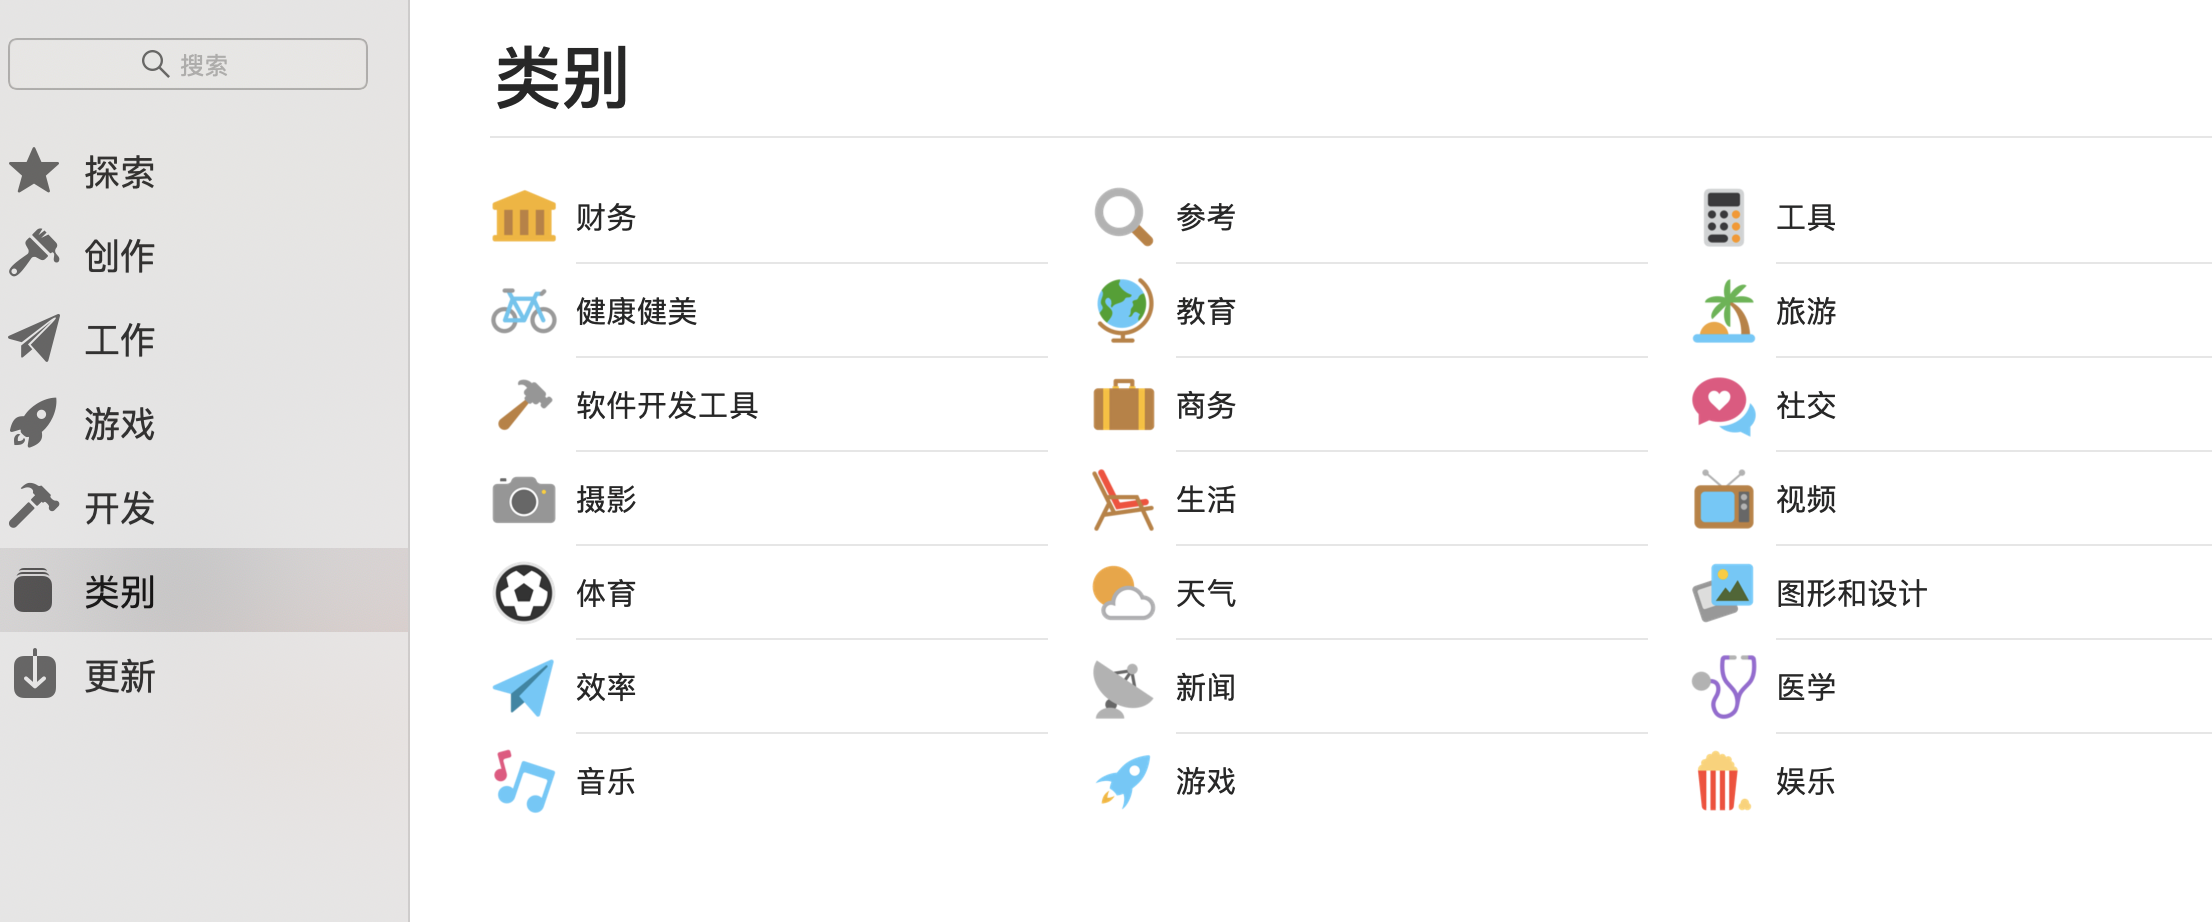 搜索
探索
创作
工作
游戏
开发
类别
更新
类别
财务
参考
工具
健康健美
教育
旅游
软件开发工具
商务
社交
摄影
生活
视频
体育
天气
图形和设计
效率
新闻
医学
音乐
游戏
娱乐